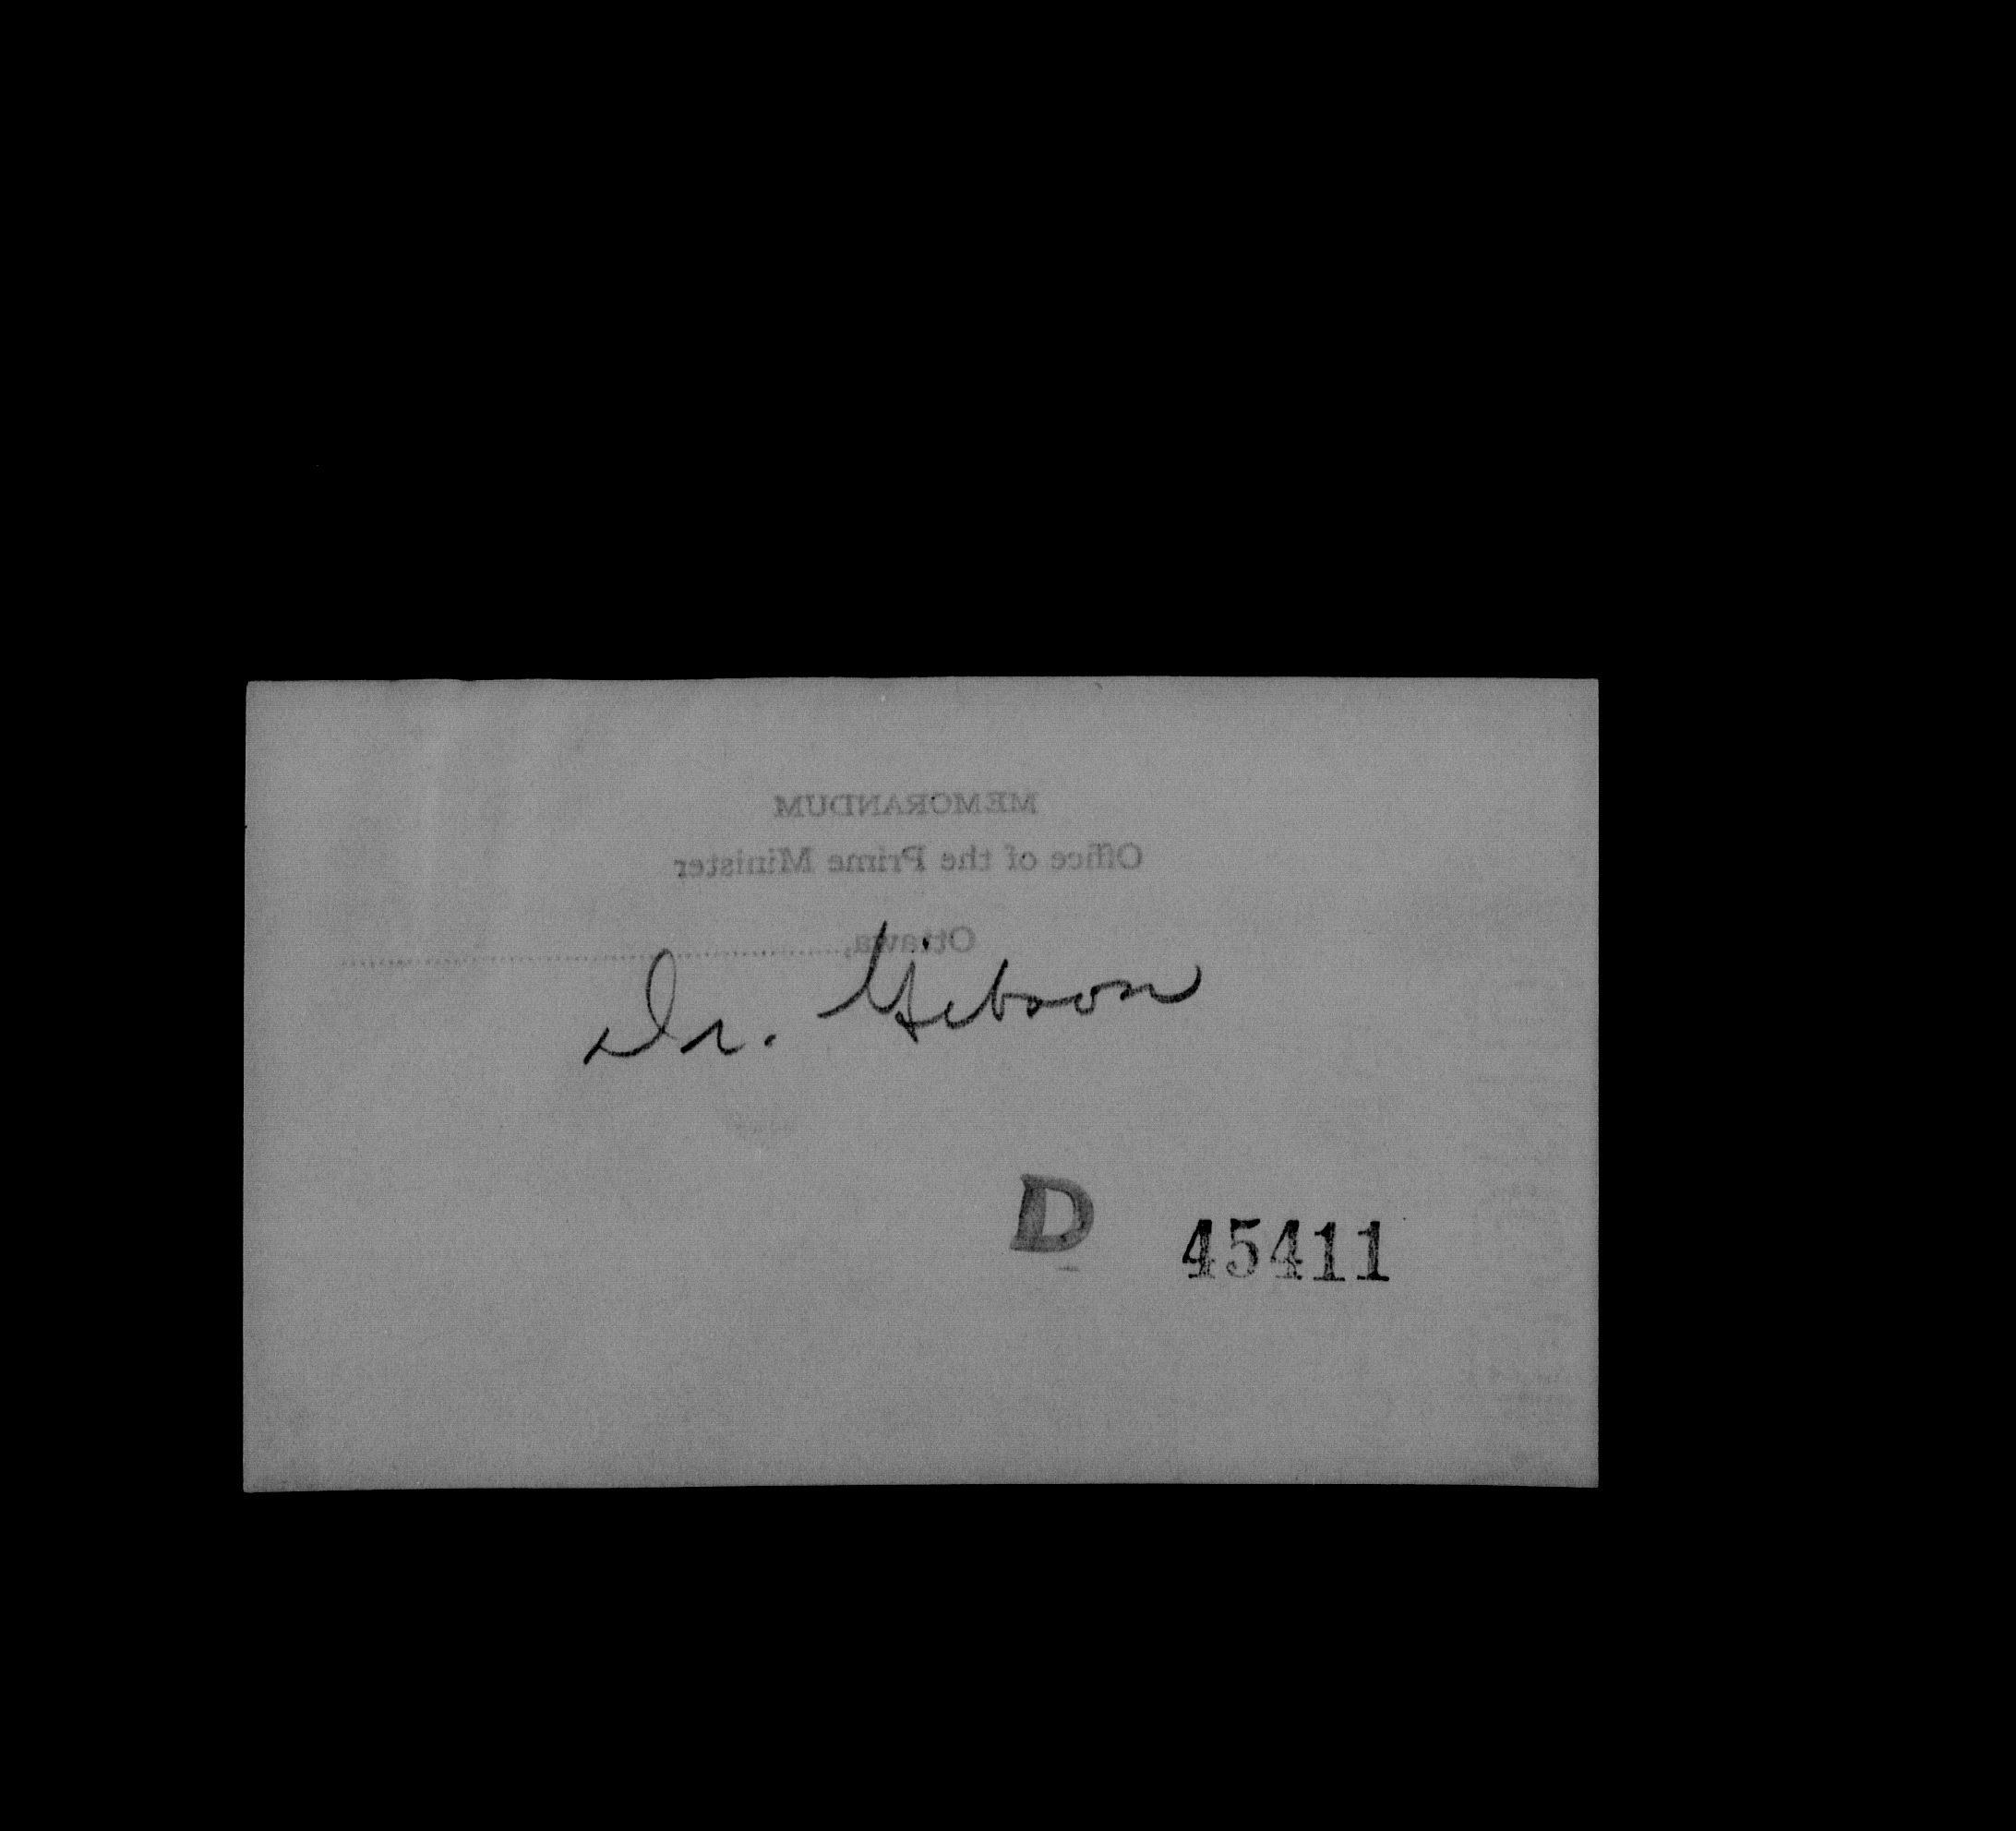 MEMORANDUM
Office of the Prime Minister
Ottawa,
Dr. Gibson
D 45411